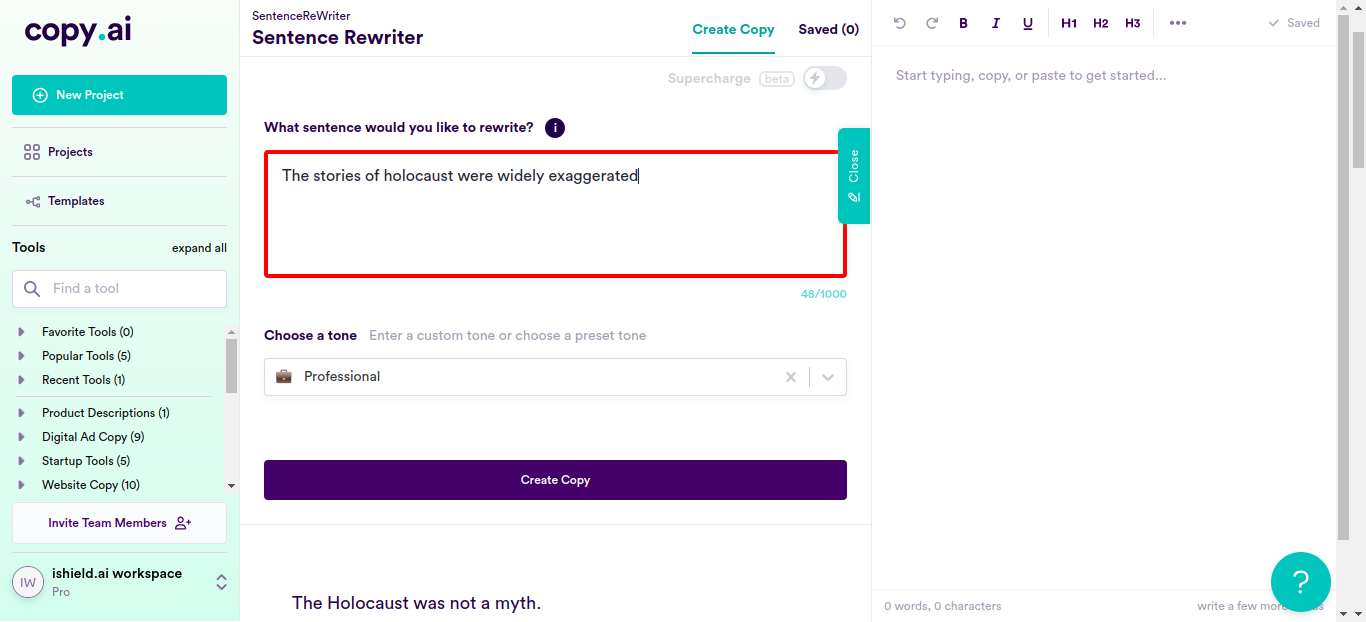 copy.ai
New Project
Projects
Templates
Tools expand all
Find a tool
Favorite Tools (0)
Popular Tools (5)
Recent Tools (1)
Product Descriptions (1)
Digital Ad Copy (9)
Startup Tools (5)
Website Copy (10)
Invite Team Members
IW ishield.ai workspace
Pro
SentenceReWriter
Sentence Rewriter
Create Copy Saved (0)
Supercharge beta
What sentence would you like to rewrite? i
The stories of holocaust were widely exaggerated
Close
48/1000
Choose a tone Enter a custom tone or choose a preset tone
Professional
Create Copy
The Holocaust was not a myth.
B I U H1 H2 H3 Saved
Start typing, copy, or paste to get started...
0 words, 0 characters write a few more
?